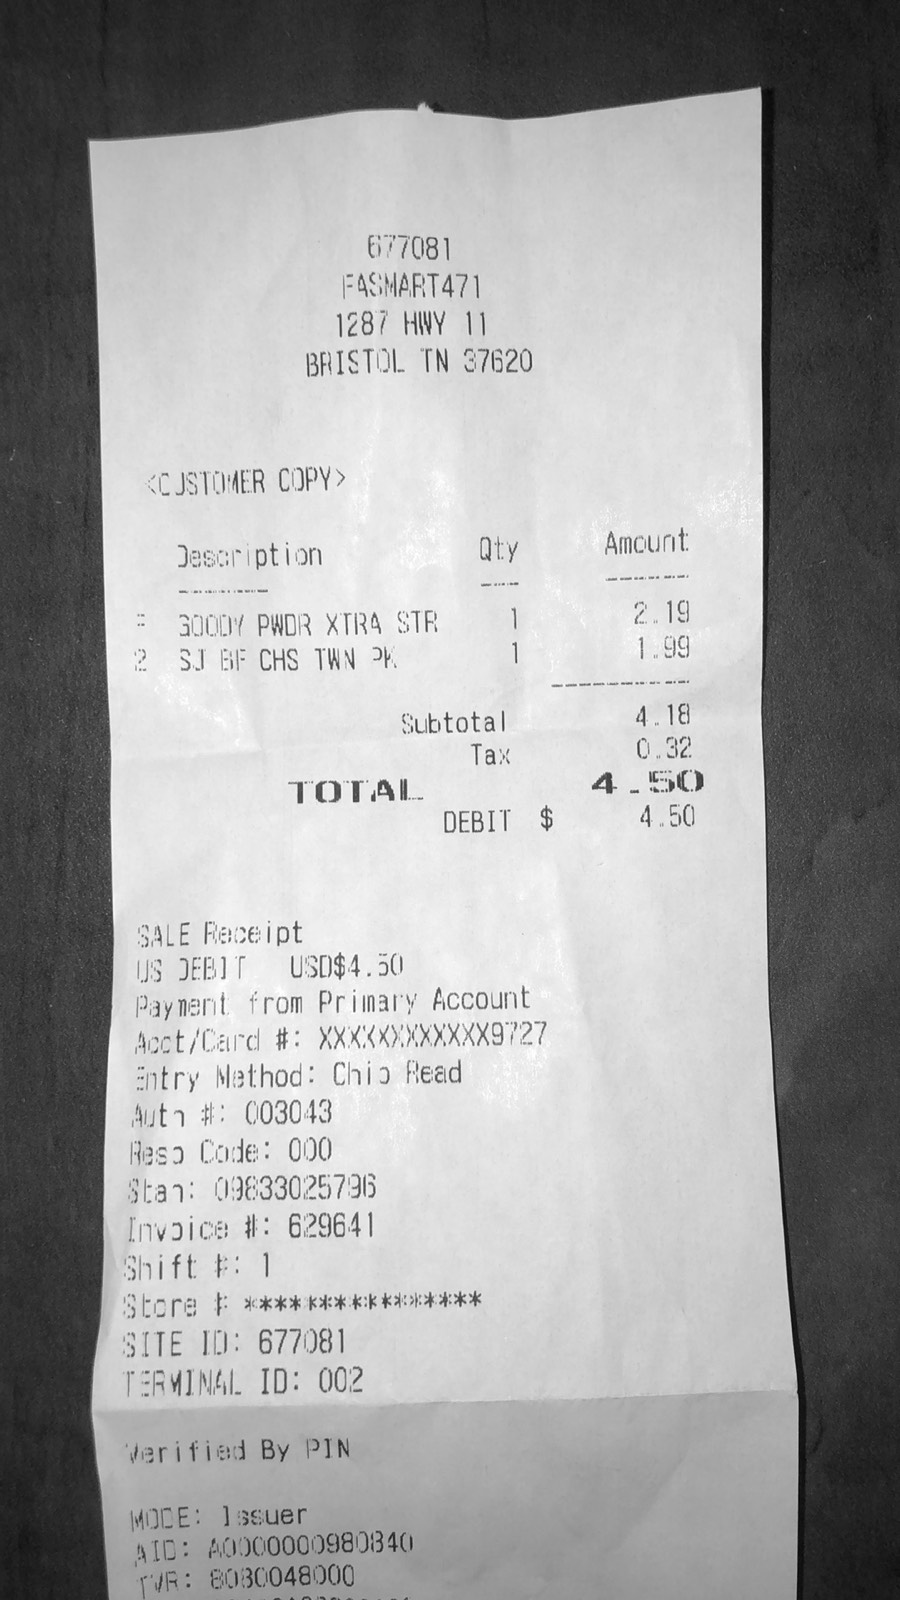 677081
FASMART471
1287 HWY 11
BRISTOL TN 37620
<CUSTOMER COPY>
Description Qty Amount
GOODY PWDR XTRA STR 1 2.19
2 SJ BF CHS TWN PK 1 1.99
Subtotal 4.18
Tax 0.32
TOTAL 4.50
DEBIT $ 4.50
SALE Receipt
US DEBIT USD$4.50
Payment from Primary Account
Acct/Card #: XXXXXXXXXXXX9727
Entry Method: Chip Read
Auth #: 003043
Resp Code: 000
Stan: 09833025796
Invoice #: 629641
Shift #: 1
Store # ****************
SITE ID: 677081
TERMINAL ID: 002
Verified By PIN
MODE: Issuer
AID: A0000000980840
TVR: 8080048000